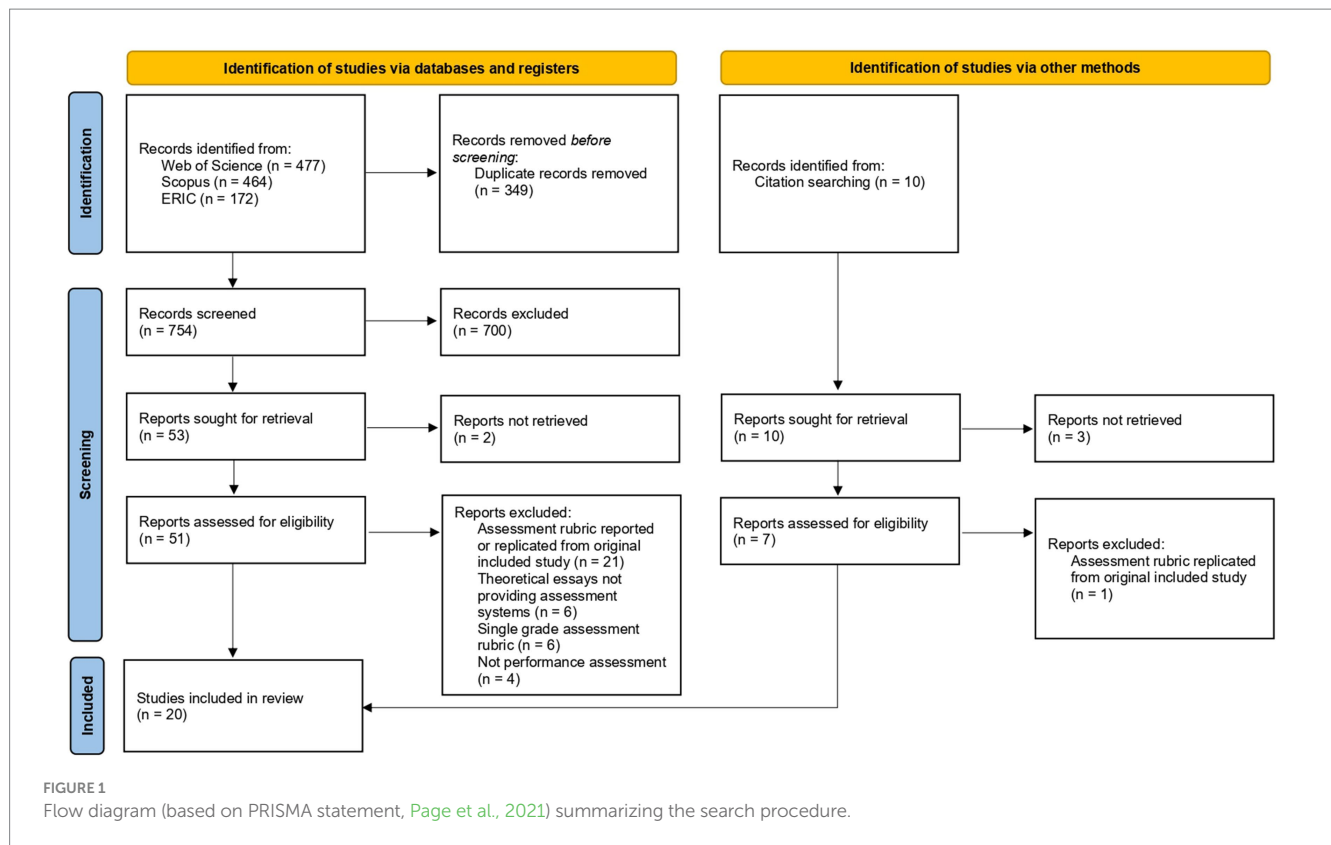 Identification of studies via databases and registers
Identification of studies via other methods
Identification
Records identified from:
Web of Science (n = 477)
Scopus (n = 464)
ERIC (n = 172)
Records removed before
screening:
Duplicate records removed
(n = 349)
Records identified from:
Citation searching (n = 10)
Screening
Records screened
(n = 754)
Records excluded
(n = 700)
Reports sought for retrieval
(n = 53)
Reports not retrieved
(n = 2)
Reports sought for retrieval
(n = 10)
Reports not retrieved
(n = 3)
Reports assessed for eligibility
(n = 51)
Reports excluded:
Assessment rubric reported
or replicated from original
included study (n = 21)
Theoretical essays not
providing assessment
systems (n = 6)
Single grade assessment
rubric (n = 6)
Not performance assessment
(n = 4)
Reports assessed for eligibility
(n = 7)
Reports excluded:
Assessment rubric replicated
from original included study
(n = 1)
Included
Studies included in review
(n = 20)
FIGURE 1
Flow diagram (based on PRISMA statement, Page et al., 2021) summarizing the search procedure.